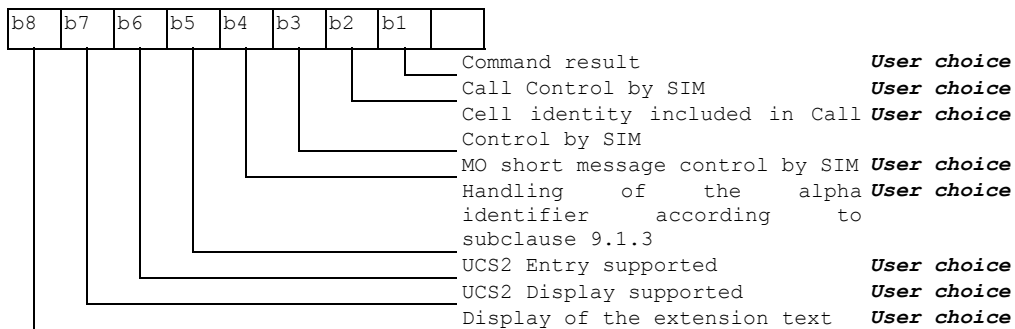 b8 b7 b6 b5 b4 b3 b2 b1
Command result User choice
Call Control by SIM User choice
Cell identity included in Call User choice
Control by SIM
MO short message control by SIM User choice
Handling of the alpha User choice
identifier according to
subclause 9.1.3
UCS2 Entry supported User choice
UCS2 Display supported User choice
Display of the extension text User choice